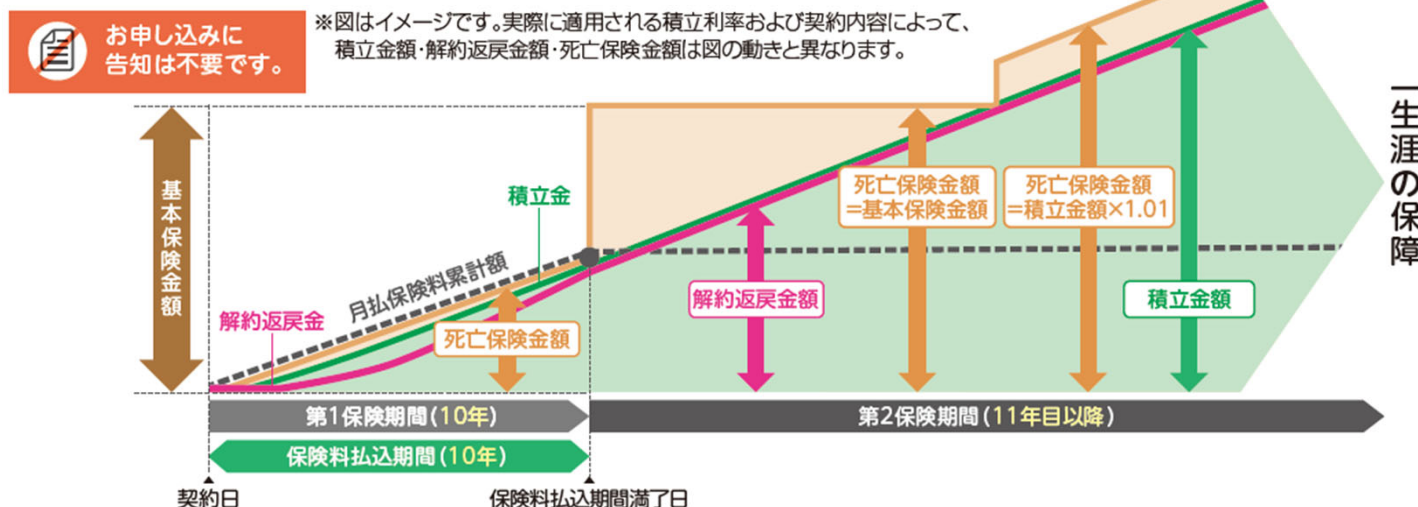 お申し込みに
告知は不要です。
※図はイメージです。実際に適用される積立利率および契約内容によって、
積立金額・解約返戻金額・死亡保険金額は図の動きと異なります。
基本保険金額
解約返戻金
月払保険料累計額
積立金
死亡保険金額
解約返戻金額
死亡保険金額
=基本保険金額
死亡保険金額
=積立金額×1.01
積立金額
一生涯の保障
第1保険期間(10年)
第2保険期間(11年目以降)
保険料払込期間(10年)
契約日
保険料払込期間満了日